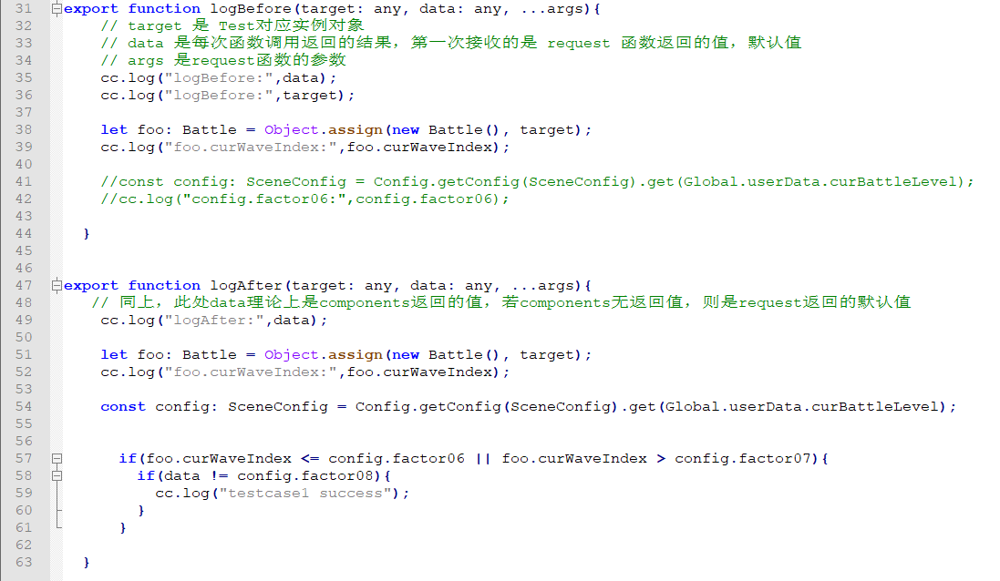 31 export function logBefore(target: any, data: any, ...args){
32 // target 是 Test对应实例对象
33 // data 是每次函数调用返回的结果，第一次接收的是 request 函数返回的值，默认值
34 // args 是request函数的参数
35 cc.log("logBefore:",data);
36 cc.log("logBefore:",target);
37
38 let foo: Battle = Object.assign(new Battle(), target);
39 cc.log("foo.curWaveIndex:",foo.curWaveIndex);
40
41 //const config: SceneConfig = Config.getConfig(SceneConfig).get(Global.userData.curBattleLevel);
42 //cc.log("config.factor06:",config.factor06);
43
44 }
45
46
47 export function logAfter(target: any, data: any, ...args){
48 // 同上，此处data理论上是components返回的值，若components无返回值，则是request返回的默认值
49 cc.log("logAfter:",data);
50
51 let foo: Battle = Object.assign(new Battle(), target);
52 cc.log("foo.curWaveIndex:",foo.curWaveIndex);
53
54 const config: SceneConfig = Config.getConfig(SceneConfig).get(Global.userData.curBattleLevel);
55
56
57 if(foo.curWaveIndex <= config.factor06 || foo.curWaveIndex > config.factor07){
58 if(data != config.factor08){
59 cc.log("testcase1 success");
60 }
61 }
62
63 }